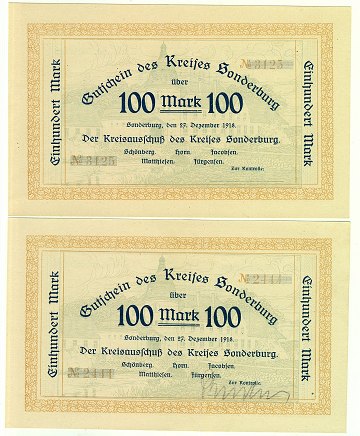 Gutschein des Kreises Sonderburg
№ 3125
über
100 Mark 100
Einhundert Mark
Einhundert Mark
Sonderburg, den 27. Dezember 1918.
Der Kreisausschuß des Kreises Sonderburg.
Schönberg. Horn. Jacobsen.
Matthiesen. Jürgensen.
№ 3125
Zur Kontrolle:
Gutschein des Kreises Sonderburg
№ 2444
über
100 Mark 100
Einhundert Mark
Einhundert Mark
Sonderburg, den 27. Dezember 1918.
Der Kreisausschuß des Kreises Sonderburg.
Schönberg. Horn. Jacobsen.
Matthiesen. Jürgensen.
№ 2444
Zur Kontrolle: